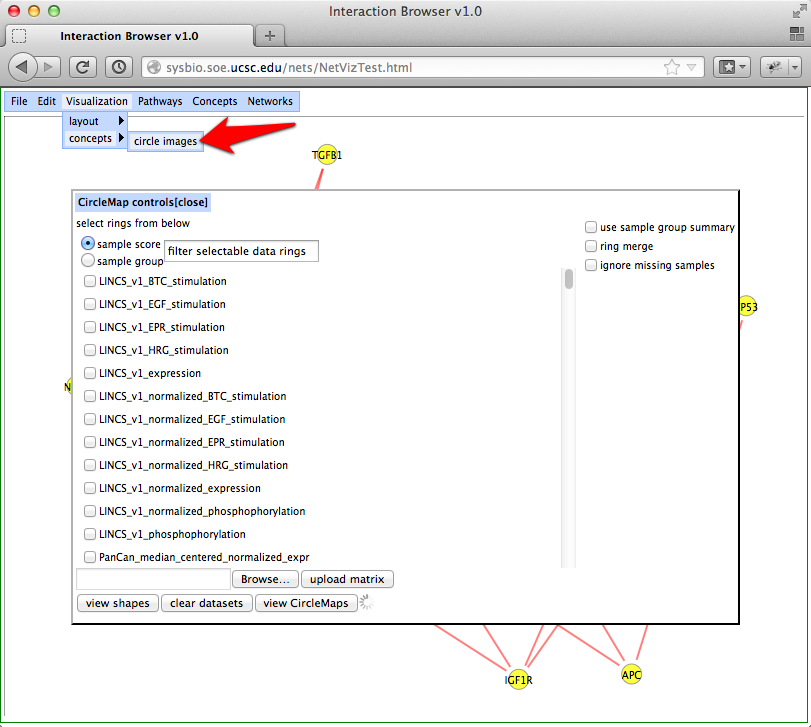 Interaction Browser v1.0
Interaction Browser v1.0
sysbio.soe.ucsc.edu/nets/NetVizTest.html
File Edit Visualization Pathways Concepts Networks
layout
concepts
circle images
TGFB1
CircleMap controls[close]
select rings from below
sample score
sample group
filter selectable data rings
use sample group summary
ring merge
ignore missing samples
LINCS_v1_BTC_stimulation
LINCS_v1_EGF_stimulation
LINCS_v1_EPR_stimulation
LINCS_v1_HRG_stimulation
LINCS_v1_expression
LINCS_v1_normalized_BTC_stimulation
LINCS_v1_normalized_EGF_stimulation
LINCS_v1_normalized_EPR_stimulation
LINCS_v1_normalized_HRG_stimulation
LINCS_v1_normalized_expression
LINCS_v1_normalized_phosphophorylation
LINCS_v1_phosphophorylation
PanCan_median_centered_normalized_expr
P53
N
Browse... upload matrix
view shapes clear datasets view CircleMaps
IGF1R
APC